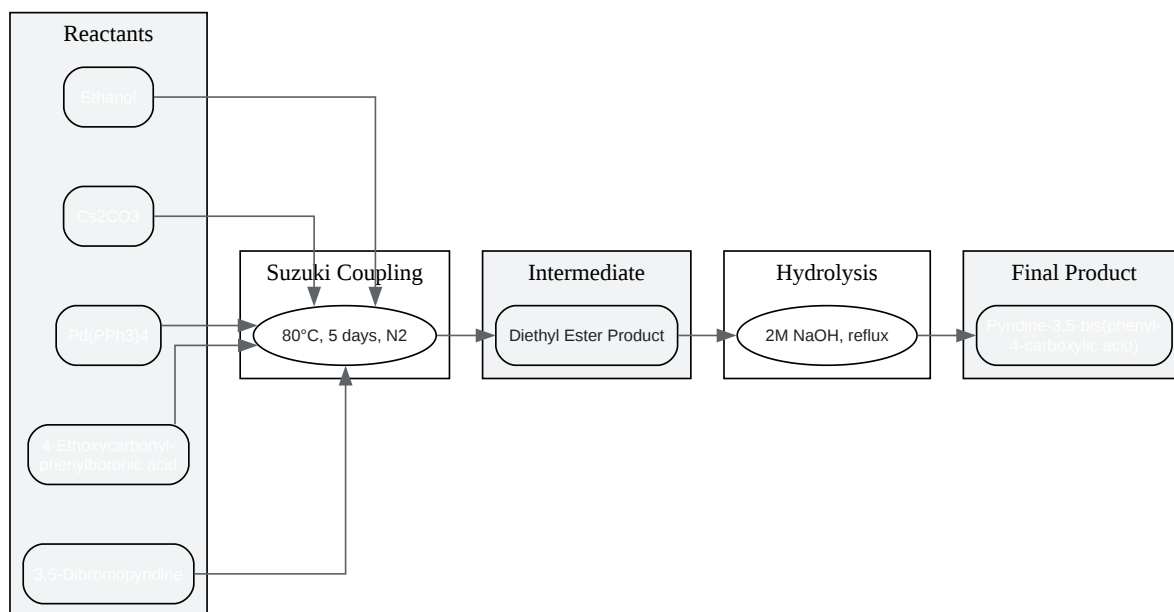 Reactants
Ethanol
Cs2CO3
Pd(PPh3)4
4-Ethoxycarbonyl-
phenylboronic acid
3,5-Dibromopyridine
Suzuki Coupling
80°C, 5 days, N2
Intermediate
Diethyl Ester Product
Hydrolysis
2M NaOH, reflux
Final Product
Pyridine-3,5-bis(phenyl-
4-carboxylic acid)